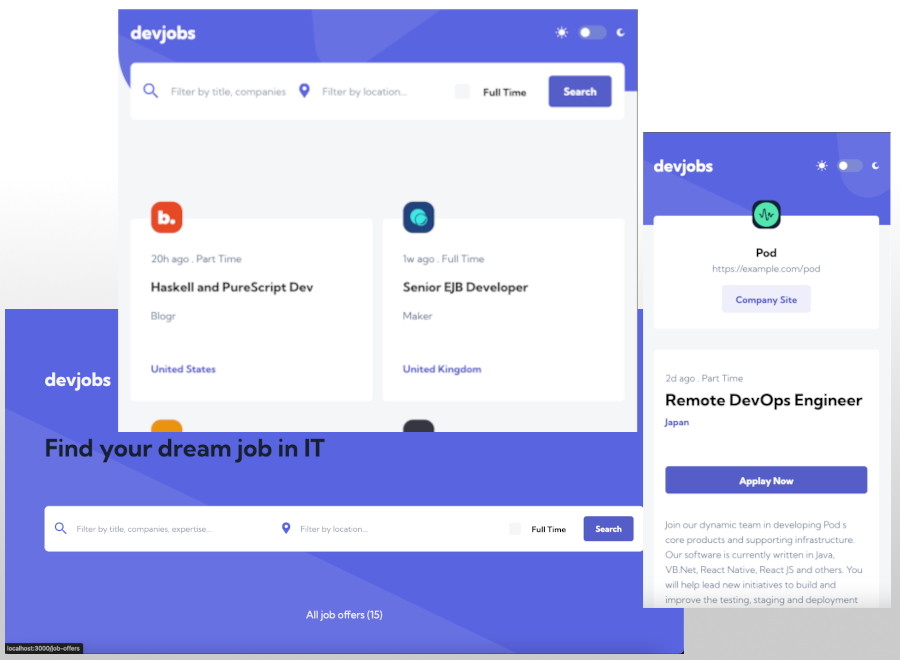 devjobs
Filter by title, companies
Filter by location...
Full Time
Search
b.
20h ago . Part Time
Haskell and PureScript Dev
Blogr
United States
1w ago . Full Time
Senior EJB Developer
Maker
United Kingdom
devjobs
Pod
https://example.com/pod
Company Site
2d ago . Part Time
Remote DevOps Engineer
Japan
Applay Now
Join our dynamic team in developing Pod s
core products and supporting infrastructure.
Our software is currently written in Java,
VB.Net, React Native, React JS and others. You
will help lead new initiatives to build and
improve the testing, staging and deployment
devjobs
Find your dream job in IT
Filter by title, companies, expertise...
Filter by location...
Full Time
Search
All job offers (15)
localhost:3000/job-offers